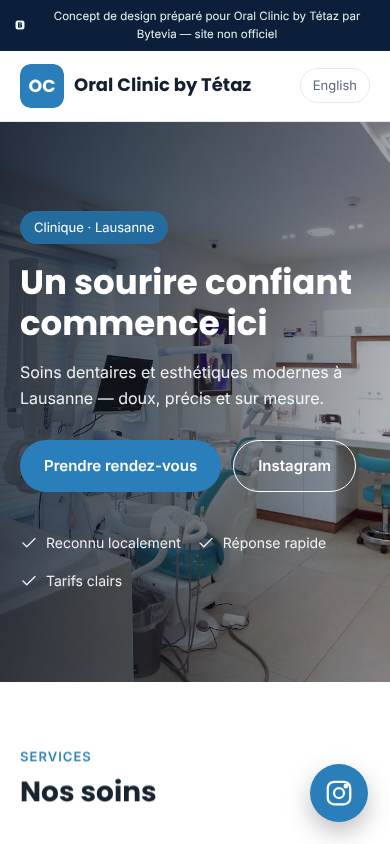 Concept de design préparé pour Oral Clinic by Tétaz par
Bytevia — site non officiel
OC
Oral Clinic by Tétaz
English
Clinique · Lausanne
Un sourire confiant
commence ici
Soins dentaires et esthétiques modernes à
Lausanne — doux, précis et sur mesure.
Prendre rendez-vous
Instagram
Reconnu localement
Réponse rapide
Tarifs clairs
SERVICES
Nos soins